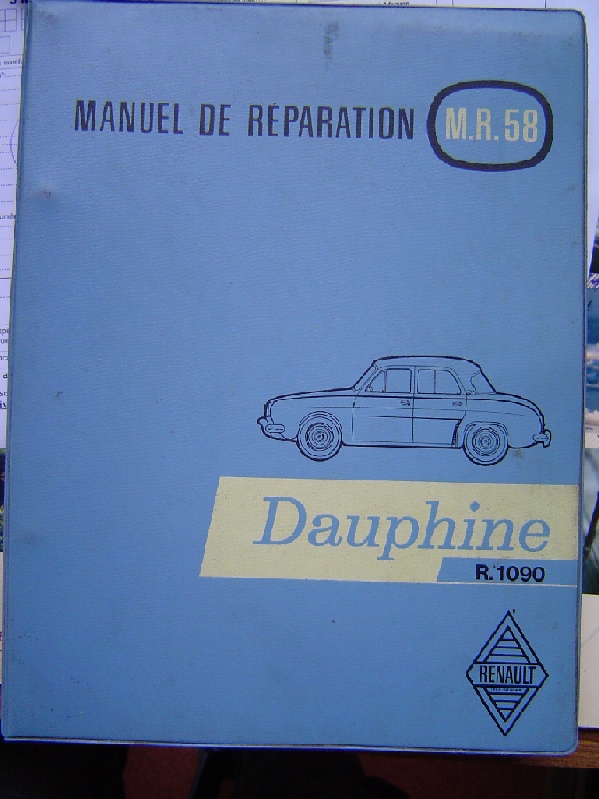 MANUEL DE RÉPARATION M.R.58
Dauphine
R.1090
RENAULT